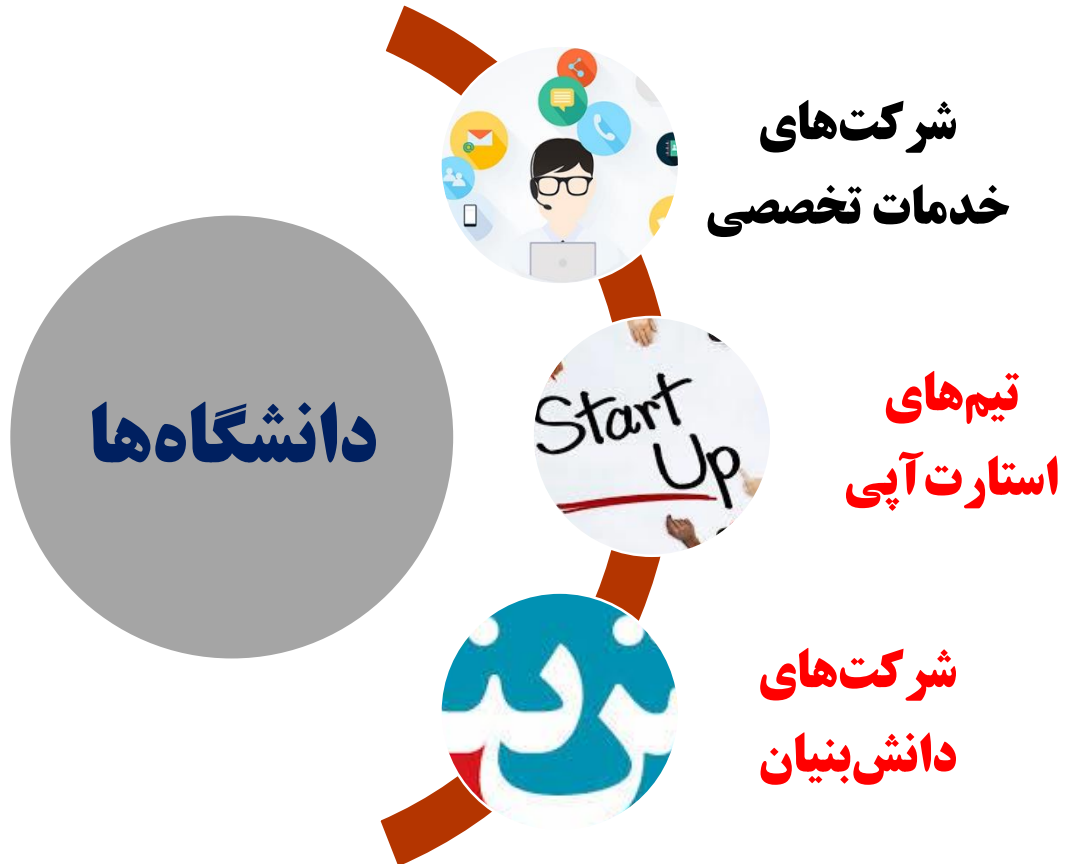 شرکت‌های
خدمات تخصصی
Start
Up
دانشگاه‌ها
تیم‌های
استارت‌آپی
شرکت‌های
دانش‌بنیان